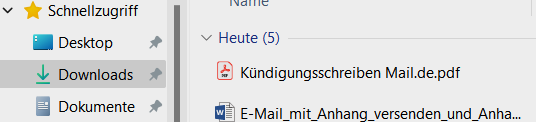 Schnellzugriff
Desktop
Downloads
Dokumente
Name
Heute (5)
Kündigungsschreiben Mail.de.pdf
E-Mail_mit_Anhang_versenden_und_Anha...